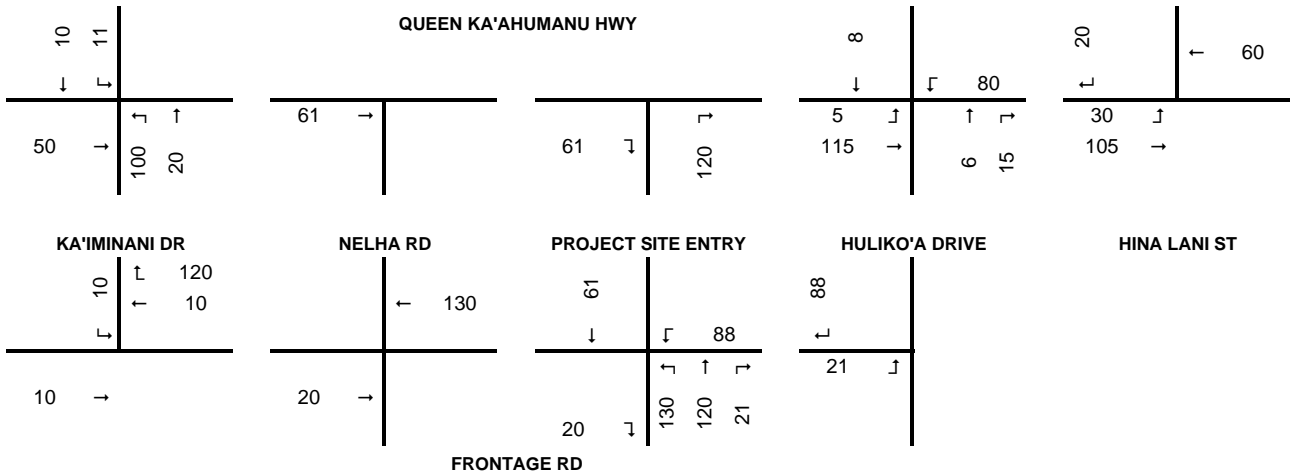 QUEEN KA'AHUMANU HWY
10 11 8 20
← 60
↓ ↳ ↓ ↰ 80 ↵
61 → 5 ⬏ 30 ⬏
50 → ↰ ↑ 61 ↴ ↱ 115 → ↑ ↱ 105 →
100 20 120 6 15
KA'IMINANI DR NELHA RD PROJECT SITE ENTRY HULIKO'A DRIVE HINA LANI ST
10 ↿ 120 61 88
← 10 ← 130
↳ ↓ ↰ 88 ↵
↰ ↑ ↱ 21 ⬏
10 → 20 → 130 120 21
20 ↴
FRONTAGE RD